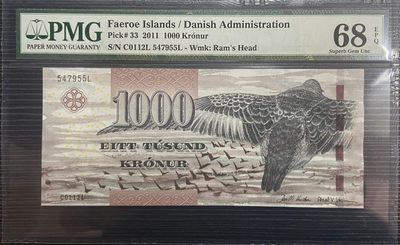 PMG
PAPER MONEY GUARANTY
Faeroe Islands / Danish Administration
Pick# 33 2011 1000 Krónur
S/N C0112L 547955L - Wmk: Ram's Head
68 EPQ
Superb Gem Unc
547955L
1000
EITT TÚSUND
KRÓNUR
C0112L